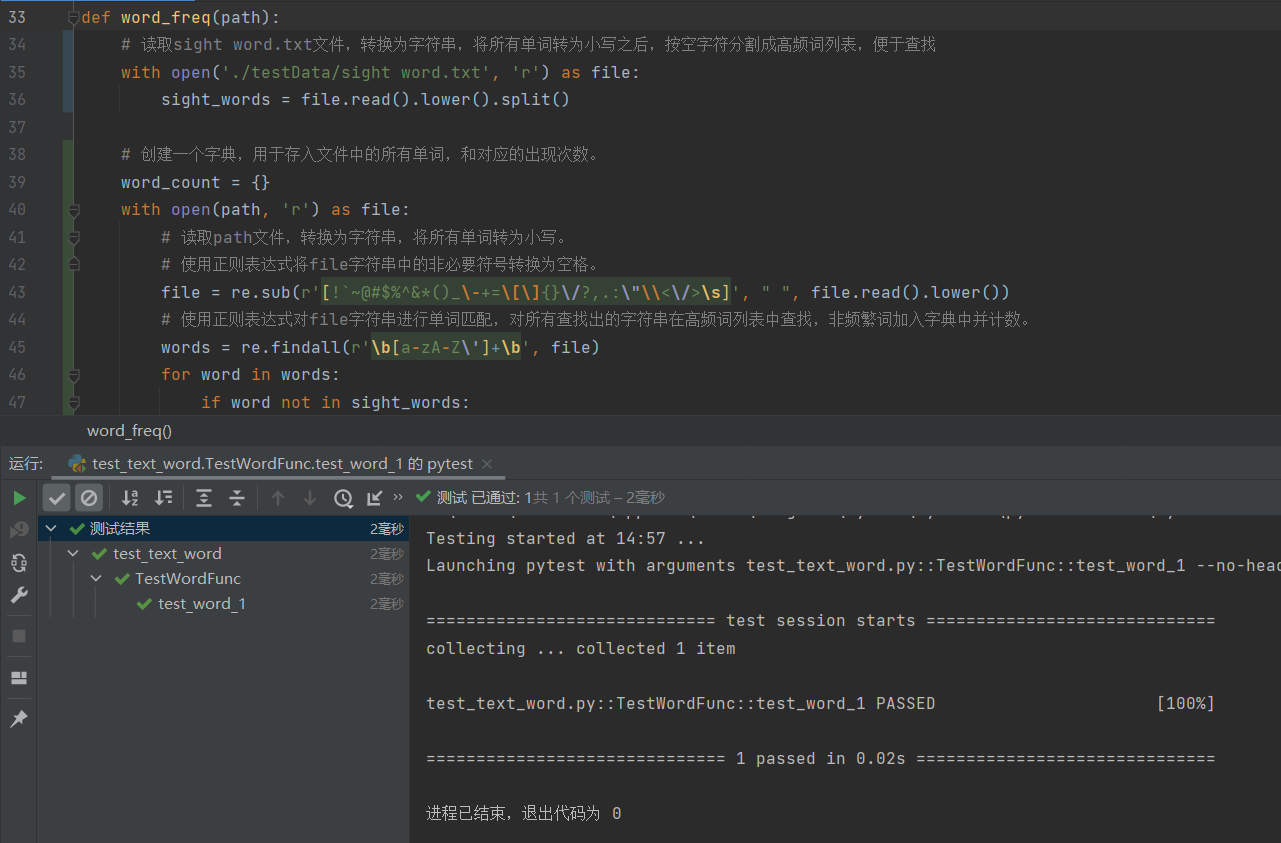 33 def word_freq(path):
34 # 读取sight word.txt文件，转换为字符串，将所有单词转为小写之后，按空字符分割成高频词列表，便于查找
35 with open('./testData/sight word.txt', 'r') as file:
36 sight_words = file.read().lower().split()
37
38 # 创建一个字典，用于存入文件中的所有单词，和对应的出现次数。
39 word_count = {}
40 with open(path, 'r') as file:
41 # 读取path文件，转换为字符串，将所有单词转为小写。
42 # 使用正则表达式将file字符串中的非必要符号转换为空格。
43 file = re.sub(r'[!`~@#$%^&*()_\-+=\[\]{}\/?,.:\"\\<\/>\s]', " ", file.read().lower())
44 # 使用正则表达式对file字符串进行单词匹配，对所有查找出的字符串在高频词列表中查找，非频繁词加入字典中并计数。
45 words = re.findall(r'\b[a-zA-Z\']+\b', file)
46 for word in words:
47 if word not in sight_words:
word_freq()
运行: test_text_word.TestWordFunc.test_word_1 的 pytest ×
» 测试 已通过: 1共 1 个测试 – 2毫秒
测试结果 2毫秒
test_text_word 2毫秒
TestWordFunc 2毫秒
test_word_1 2毫秒
Testing started at 14:57 ...
Launching pytest with arguments test_text_word.py::TestWordFunc::test_word_1 --no-head
============================= test session starts =============================
collecting ... collected 1 item
test_text_word.py::TestWordFunc::test_word_1 PASSED [100%]
============================== 1 passed in 0.02s ==============================
进程已结束，退出代码为 0